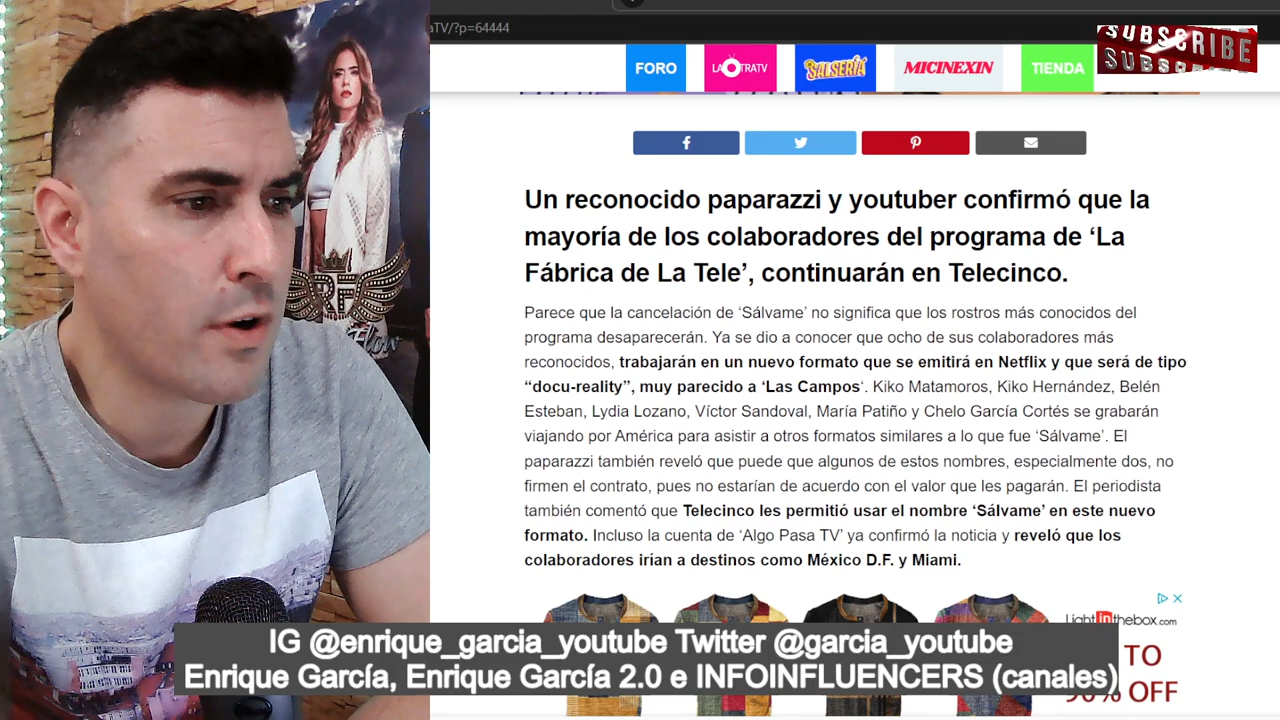 aTV/?p=64444
SUBSCRIBE
SUBSCRIBE
FORO
LA OTRATV
SALSERÍA
MICINEXIN
TIENDA
Un reconocido paparazzi y youtuber confirmó que la
mayoría de los colaboradores del programa de ‘La
Fábrica de La Tele’, continuarán en Telecinco.
Parece que la cancelación de ‘Sálvame’ no significa que los rostros más conocidos del
programa desaparecerán. Ya se dio a conocer que ocho de sus colaboradores más
reconocidos, trabajarán en un nuevo formato que se emitirá en Netflix y que será de tipo
“docu-reality”, muy parecido a ‘Las Campos‘. Kiko Matamoros, Kiko Hernández, Belén
Esteban, Lydia Lozano, Víctor Sandoval, María Patiño y Chelo García Cortés se grabarán
viajando por América para asistir a otros formatos similares a lo que fue ‘Sálvame’. El
paparazzi también reveló que puede que algunos de estos nombres, especialmente dos, no
firmen el contrato, pues no estarían de acuerdo con el valor que les pagarán. El periodista
también comentó que Telecinco les permitió usar el nombre ‘Sálvame’ en este nuevo
formato. Incluso la cuenta de ‘Algo Pasa TV’ ya confirmó la noticia y reveló que los
colaboradores irían a destinos como México D.F. y Miami.
RF
Flow
Lightinthebox.com
TO
90% OFF
IG @enrique_garcia_youtube Twitter @garcia_youtube
Enrique García, Enrique García 2.0 e INFOINFLUENCERS (canales)